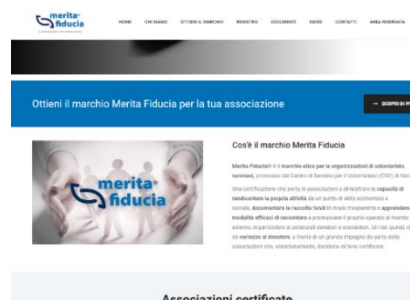 merita®
fiducia
HOME CHI SIAMO OTTIENI IL MARCHIO REGISTRO DOCUMENTI NEWS CONTATTI AREA RISERVATA
Ottieni il marchio Merita Fiducia per la tua associazione
→ SCOPRI DI PI
Cos'è il marchio Merita Fiducia
merita®
fiducia
Merita Fiducia® è il marchio etico per le organizzazioni di volontariato
veronesi, promosso dal Centro di Servizio per il Volontariato (CSV) di Vero
Una certificazione che porta le associazioni a dimostrare la capacità di
rendicontare la propria attività da un punto di vista economico e
sociale, documentare la raccolta fondi in modo trasparente e apprendere
modalità efficaci di raccontare e promuovere il proprio operato al mondo
esterno, in particolare ai potenziali donatori e sostenitori. Un
da certezze al donatore, a fronte di un grosso impegno da parte delle
associazioni che, volontariamente, decidono di farsi certificare.
Associazioni certificate